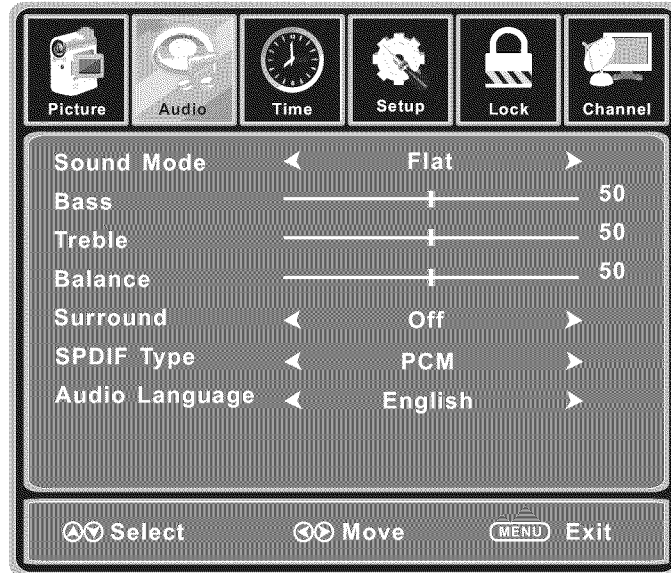 Picture Audio Time Setup Lock Channel
Sound Mode Flat
Bass 50
Treble 50
Balance 50
Surround Off
SPDIF Type PCM
Audio Language English
Select Move MENU Exit